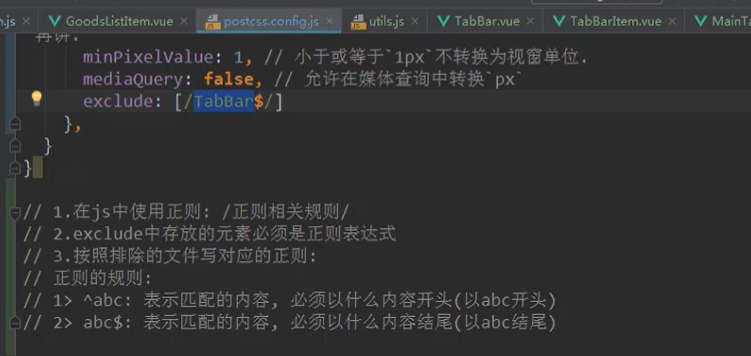 n.js × GoodsListItem.vue × postcss.config.js × utils.js × TabBar.vue × TabBarItem.vue × MainTa
再讲.
minPixelValue: 1, // 小于或等于`1px`不转换为视窗单位.
mediaQuery: false, // 允许在媒体查询中转换`px`
exclude: [/TabBar$/]
},
}
}
// 1.在js中使用正则: /正则相关规则/
// 2.exclude中存放的元素必须是正则表达式
// 3.按照排除的文件写对应的正则:
// 正则的规则:
// 1> ^abc: 表示匹配的内容, 必须以什么内容开头(以abc开头)
// 2> abc$: 表示匹配的内容, 必须以什么内容结尾(以abc结尾)